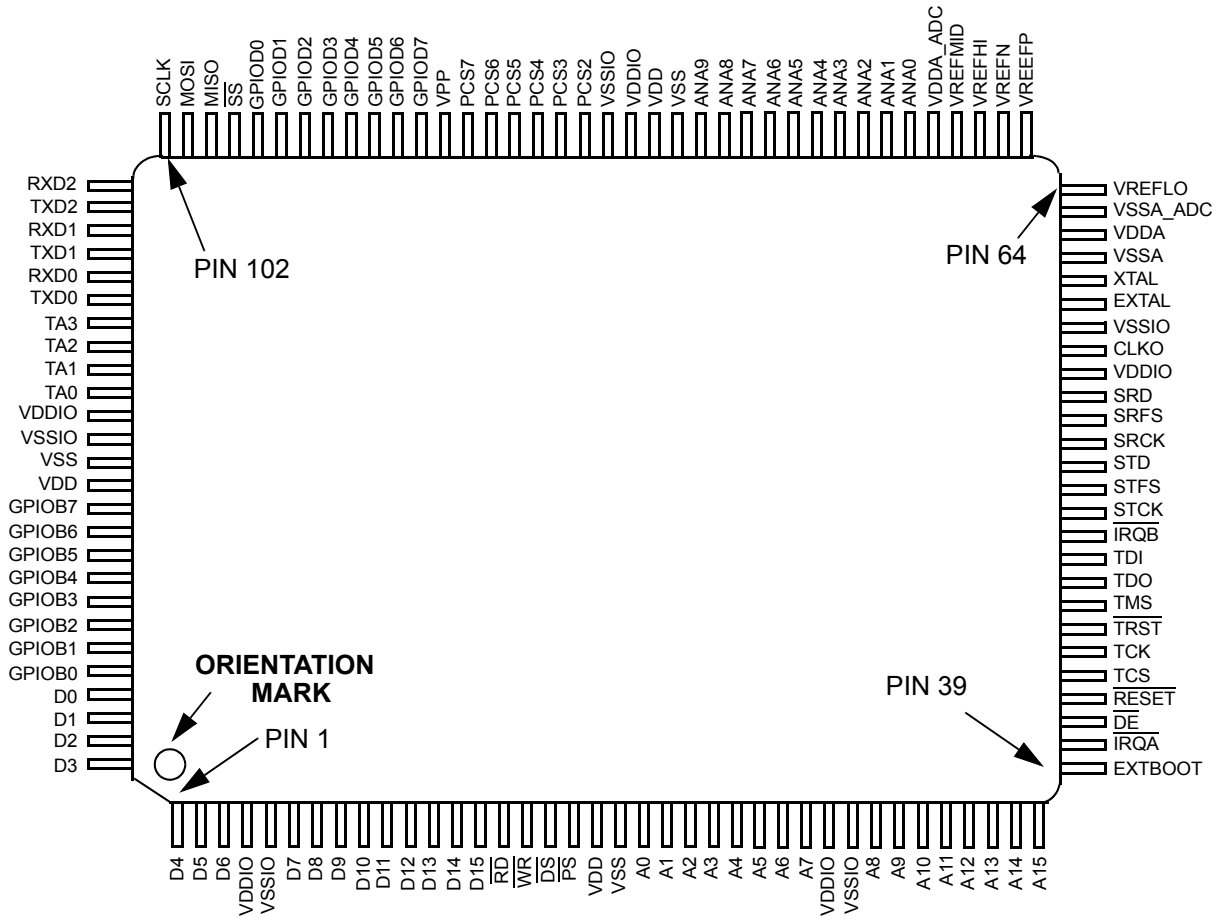 SCLK
MOSI
MISO
SS
GPIOD0
GPIOD1
GPIOD2
GPIOD3
GPIOD4
GPIOD5
GPIOD6
GPIOD7
VPP
PCS7
PCS6
PCS5
PCS4
PCS3
PCS2
VSSIO
VDDIO
VDD
VSS
ANA9
ANA8
ANA7
ANA6
ANA5
ANA4
ANA3
ANA2
ANA1
ANA0
VDDA_ADC
VREFMID
VREFHI
VREFN
VREEFP
RXD2
TXD2
RXD1
TXD1
RXD0
TXD0
TA3
TA2
TA1
TA0
VDDIO
VSSIO
VSS
VDD
GPIOB7
GPIOB6
GPIOB5
GPIOB4
GPIOB3
GPIOB2
GPIOB1
GPIOB0
D0
D1
D2
D3
PIN 102
PIN 64
ORIENTATION
MARK
PIN 1
PIN 39
VREFLO
VSSA_ADC
VDDA
VSSA
XTAL
EXTAL
VSSIO
CLKO
VDDIO
SRD
SRFS
SRCK
STD
STFS
STCK
IRQB
TDI
TDO
TMS
TRST
TCK
TCS
RESET
DE
IRQA
EXTBOOT
D4
D5
D6
VDDIO
VSSIO
D7
D8
D9
D10
D11
D12
D13
D14
D15
RD
WR
DS
PS
VDD
VSS
A0
A1
A2
A3
A4
A5
A6
A7
VDDIO
VSSIO
A8
A9
A10
A11
A12
A13
A14
A15